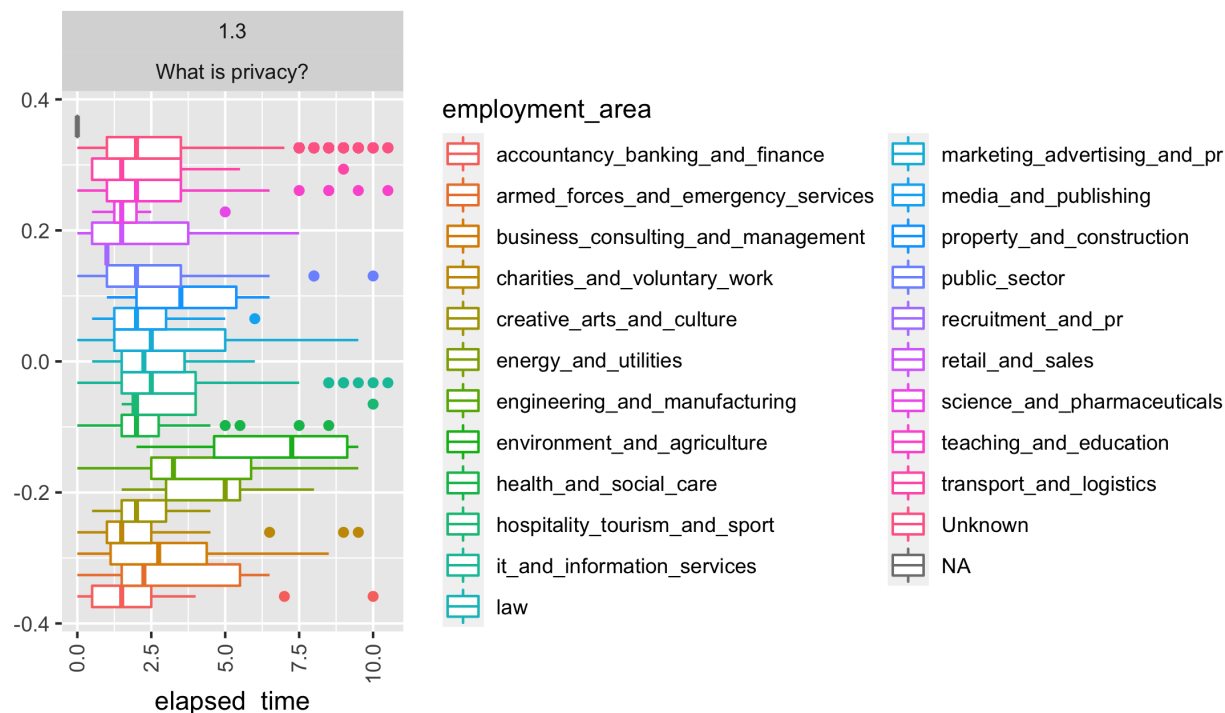 1.3
What is privacy?
0.4
0.2
0.0
-0.2
-0.4
0.0
2.5
5.0
7.5
10.0
elapsed_time
employment_area
accountancy_banking_and_finance
armed_forces_and_emergency_services
business_consulting_and_management
charities_and_voluntary_work
creative_arts_and_culture
energy_and_utilities
engineering_and_manufacturing
environment_and_agriculture
health_and_social_care
hospitality_tourism_and_sport
it_and_information_services
law
marketing_advertising_and_pr
media_and_publishing
property_and_construction
public_sector
recruitment_and_pr
retail_and_sales
science_and_pharmaceuticals
teaching_and_education
transport_and_logistics
Unknown
NA